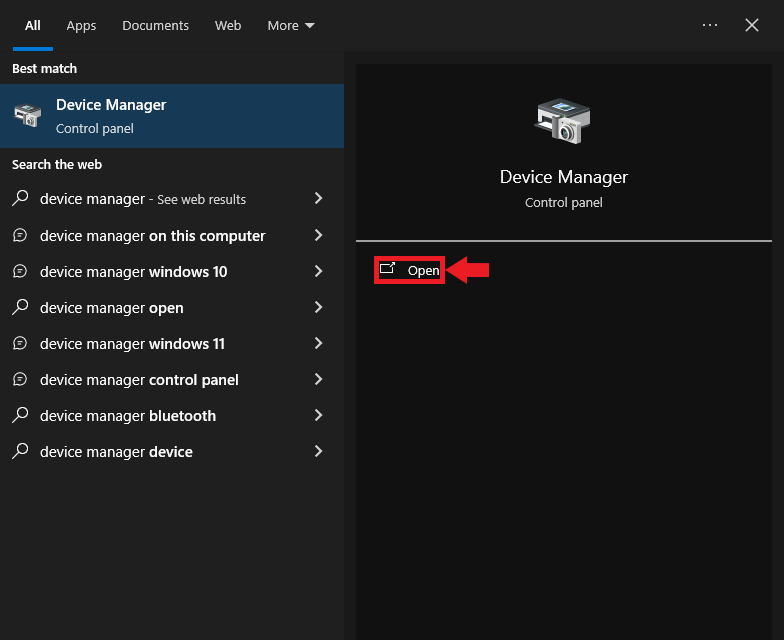 All Apps Documents Web More
Best match
Device Manager
Control panel
Search the web
device manager - See web results
device manager on this computer
device manager windows 10
device manager open
device manager windows 11
device manager control panel
device manager bluetooth
device manager device
Device Manager
Control panel
Open